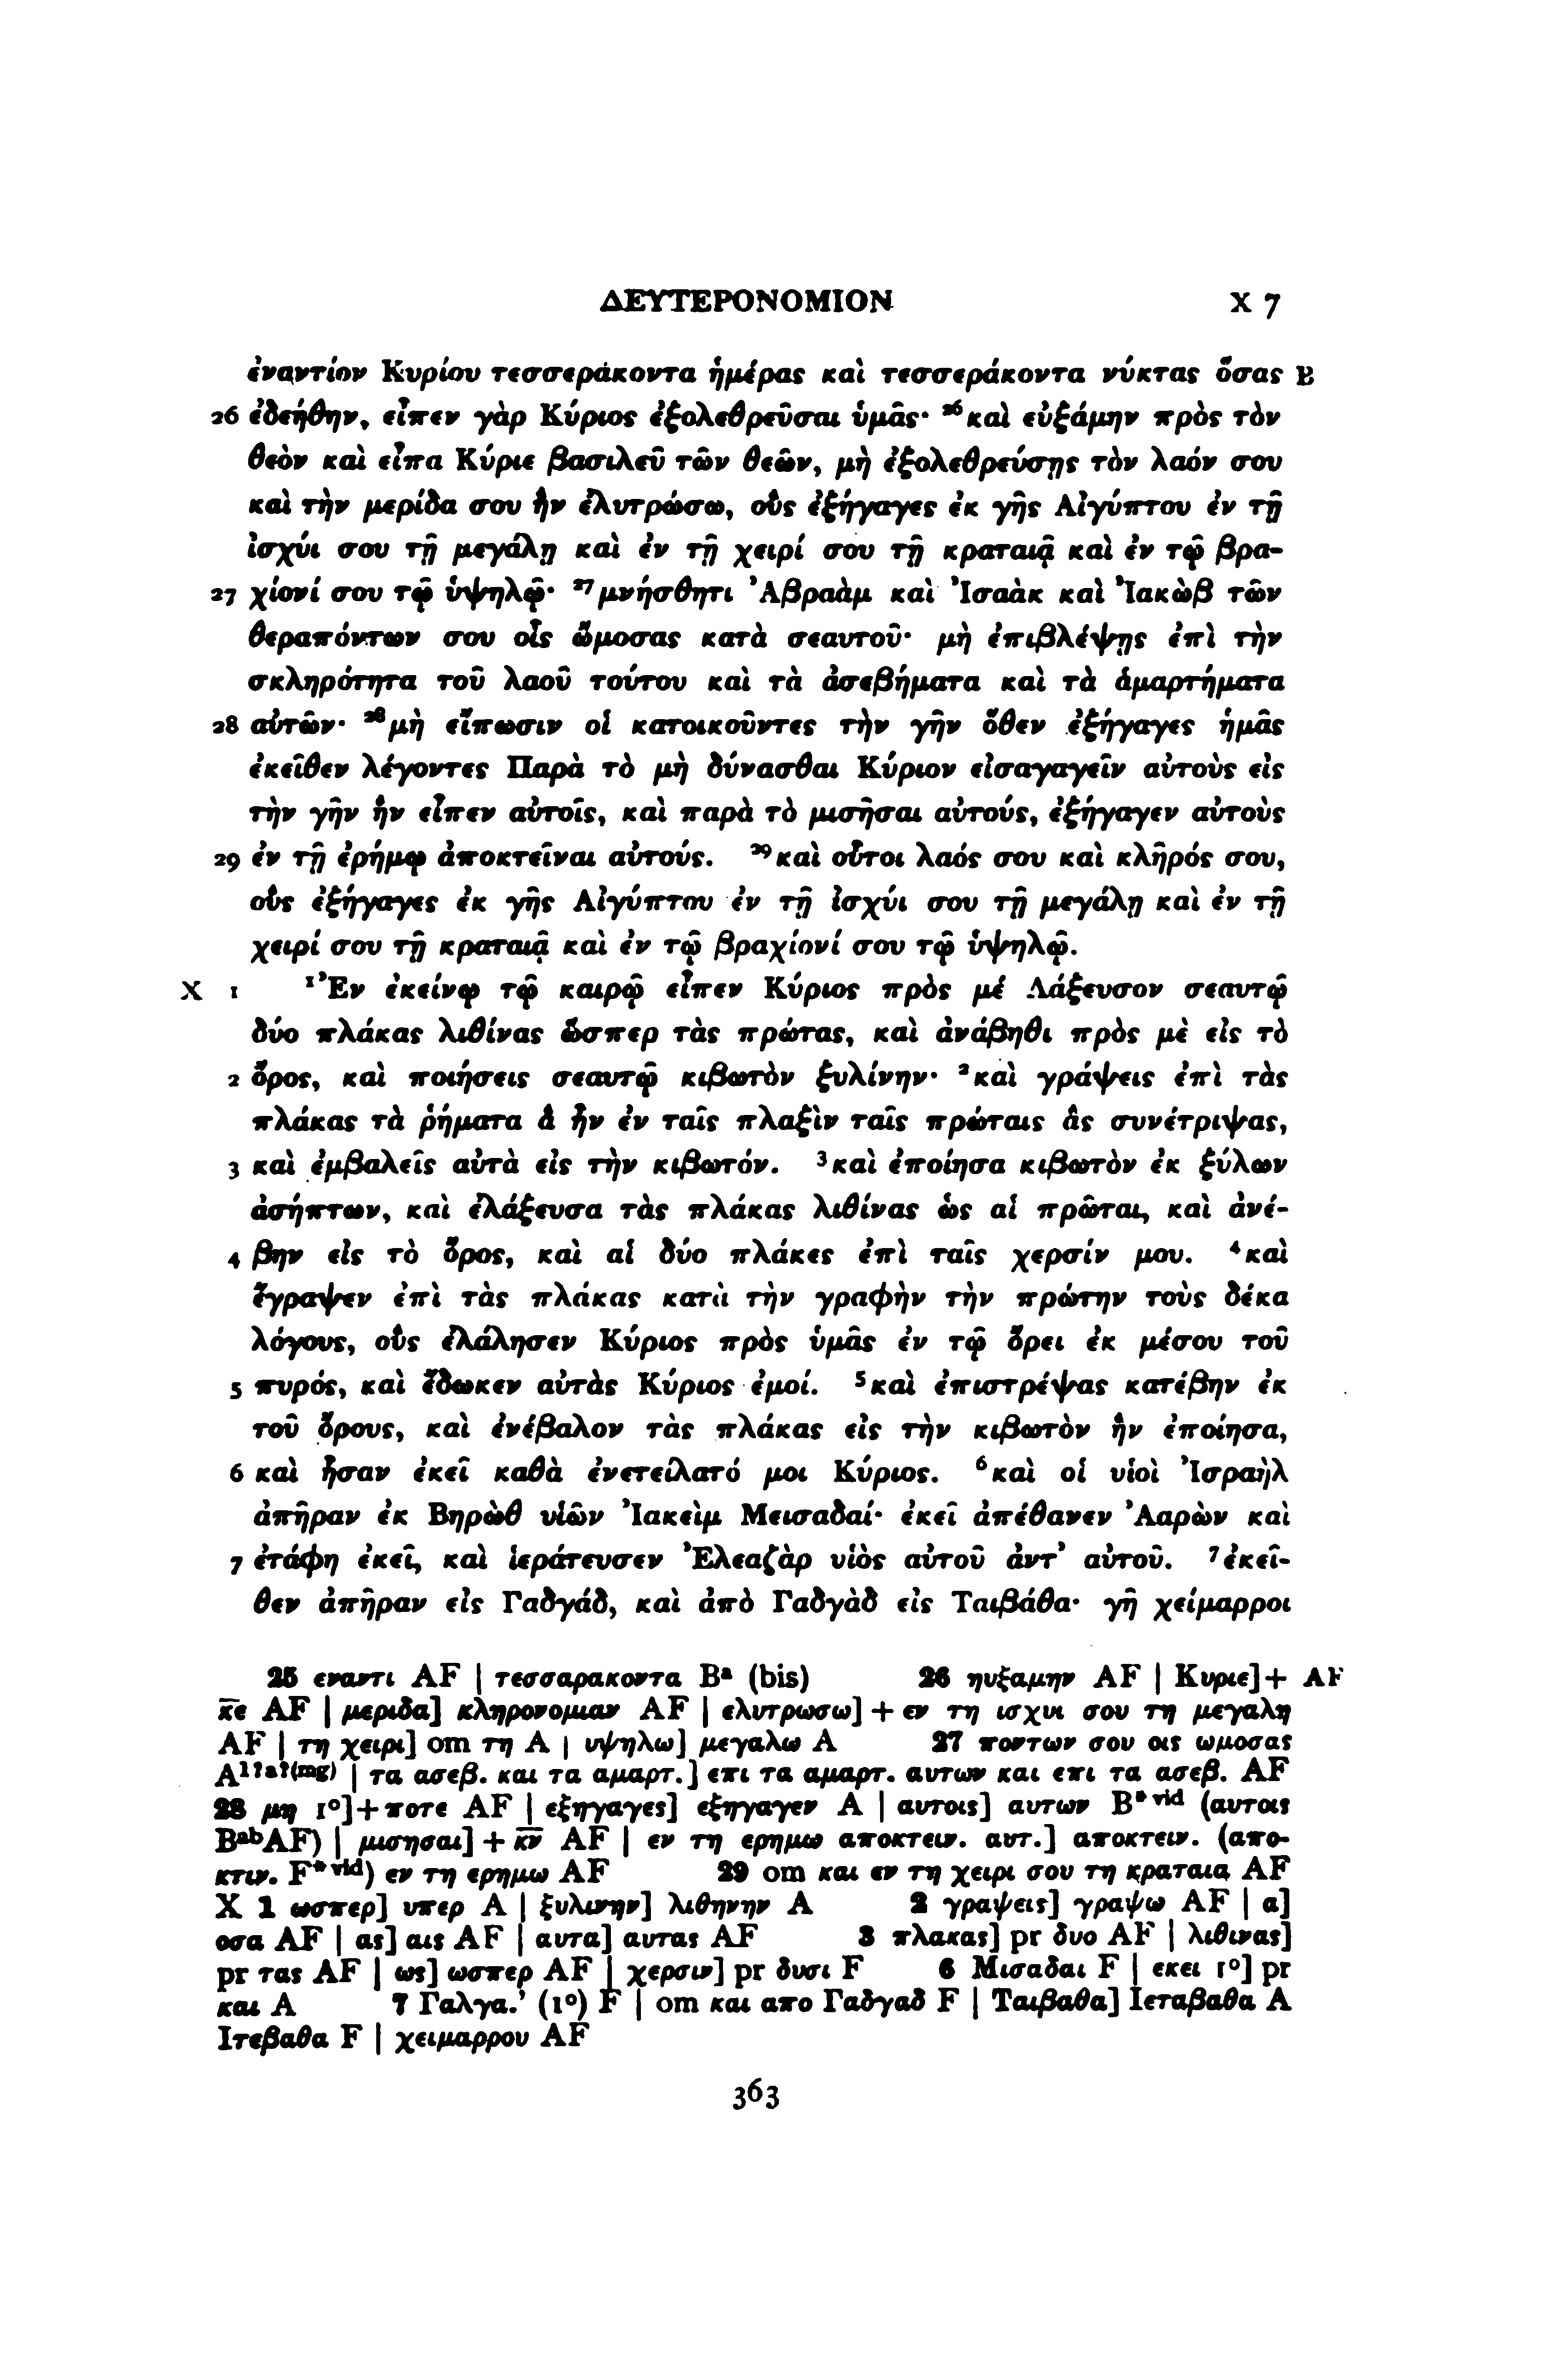 ΔΕΥΤΕΡΟΝΟΜΙΟΝ X 7
ἐναντίον Κυρίου τεσσεράκοντα ἡμέρας καὶ τεσσεράκοντα νύκτας ὅσας B
26 ἐδεήθην, εἶπεν γὰρ Κύριος ἐξολεθρεῦσαι ὑμᾶς· ²⁶καὶ εὐξάμην πρὸς τὸν
θεὸν καὶ εἶπα Κύριε βασιλεῦ τῶν θεῶν, μὴ ἐξολεθρεύσῃς τὸν λαόν σου
καὶ τὴν μερίδα σου ἣν ἐλυτρώσω, οὓς ἐξήγαγες ἐκ γῆς Αἰγύπτου ἐν τῇ
ἰσχύι σου τῇ μεγάλῃ καὶ ἐν τῇ χειρί σου τῇ κραταιᾷ καὶ ἐν τῷ βρα-
27 χίονί σου τῷ ὑψηλῷ· ²⁷μνήσθητι Ἀβραὰμ καὶ Ἰσαὰκ καὶ Ἰακὼβ τῶν
θεραπόντων σου οἷς ὤμοσας κατὰ σεαυτοῦ· μὴ ἐπιβλέψῃς ἐπὶ τὴν
σκληρότητα τοῦ λαοῦ τούτου καὶ τὰ ἀσεβήματα καὶ τὰ ἁμαρτήματα
28 αὐτῶν· ²⁸μὴ εἴπωσιν οἱ κατοικοῦντες τὴν γῆν ὅθεν ἐξήγαγες ἡμᾶς
ἐκεῖθεν λέγοντες Παρὰ τὸ μὴ δύνασθαι Κύριον εἰσαγαγεῖν αὐτοὺς εἰς
τὴν γῆν ἣν εἶπεν αὐτοῖς, καὶ παρὰ τὸ μισῆσαι αὐτούς, ἐξήγαγεν αὐτοὺς
29 ἐν τῇ ἐρήμῳ ἀποκτεῖναι αὐτούς. ²⁹καὶ οὗτοι λαός σου καὶ κλῆρός σου,
οὓς ἐξήγαγες ἐκ γῆς Αἰγύπτου ἐν τῇ ἰσχύι σου τῇ μεγάλῃ καὶ ἐν τῇ
χειρί σου τῇ κραταιᾷ καὶ ἐν τῷ βραχίονί σου τῷ ὑψηλῷ.
X 1 ¹Ἐν ἐκείνῳ τῷ καιρῷ εἶπεν Κύριος πρὸς μέ Λάξευσον σεαυτῷ
δύο πλάκας λιθίνας ὥσπερ τὰς πρώτας, καὶ ἀνάβηθι πρὸς μὲ εἰς τὸ
2 ὄρος, καὶ ποιήσεις σεαυτῷ κιβωτὸν ξυλίνην· ²καὶ γράψεις ἐπὶ τὰς
πλάκας τὰ ῥήματα ἃ ἦν ἐν ταῖς πλαξὶν ταῖς πρώταις ἃς συνέτριψας,
3 καὶ ἐμβαλεῖς αὐτὰ εἰς τὴν κιβωτόν. ³καὶ ἐποίησα κιβωτὸν ἐκ ξύλων
ἀσήπτων, καὶ ἐλάξευσα τὰς πλάκας λιθίνας ὡς αἱ πρῶται, καὶ ἀνέ-
4 βην εἰς τὸ ὄρος, καὶ αἱ δύο πλάκες ἐπὶ ταῖς χερσίν μου. ⁴καὶ
ἔγραψεν ἐπὶ τὰς πλάκας κατὰ τὴν γραφὴν τὴν πρώτην τοὺς δέκα
λόγους, οὓς ἐλάλησεν Κύριος πρὸς ὑμᾶς ἐν τῷ ὄρει ἐκ μέσου τοῦ
5 πυρός, καὶ ἔδωκεν αὐτὰς Κύριος ἐμοί. ⁵καὶ ἐπιστρέψας κατέβην ἐκ
τοῦ ὄρους, καὶ ἐνέβαλον τὰς πλάκας εἰς τὴν κιβωτὸν ἣν ἐποίησα,
6 καὶ ἦσαν ἐκεῖ καθὰ ἐνετείλατό μοι Κύριος. ⁶καὶ οἱ υἱοὶ Ἰσραὴλ
ἀπῆραν ἐκ Βηρὼθ υἱῶν Ἰακεὶμ Μεισαδαί· ἐκεῖ ἀπέθανεν Ἀαρὼν καὶ
7 ἐτάφη ἐκεῖ, καὶ ἱεράτευσεν Ἐλεαζὰρ υἱὸς αὐτοῦ ἀντ᾽ αὐτοῦ. ⁷ἐκεῖ-
θεν ἀπῆραν εἰς Γαδγάδ, καὶ ἀπὸ Γαδγὰδ εἰς Ταιβάθα· γῆ χείμαρροι
25 εναντι AF | τεσσαρακοντα Bᵃ (bis) 26 ηυξαμην AF | Κυριε]+ AF
κ̅ε̅ AF | μεριδα] κληρονομιαν AF | ελυτρωσω] + εν τη ισχυι σου τη μεγαλη
AF | τη χειρι] om τη A | υψηλω] μεγαλω A 27 ποντων σου οις ωμοσας
A¹ˀᵃˀ⁽ᵐᵍ⁾ | τα ασεβ. και τα αμαρτ.] επι τα αμαρτ. αυτων και επι τα ασεβ. AF
28 μη 1°]+ποτε AF | εξηγαγες] εξηγαγεν A | αυτοις] αυτων B*ᵛⁱᵈ (αυτοις
BᵃᵇAF) | μισησαι] + κ̅ν̅ AF | εν τη ερημω αποκτειν. αυτ.] αποκτειν. (απο-
κτιν. F*ᵛⁱᵈ) εν τη ερημω AF 29 om και εν τη χειρι σου τη κραταια AF
X 1 ωσπερ] υπερ A | ξυλινην] λιθηνην A 2 γραψεις] γραψω AF | α]
οσα AF | ας] αις AF | αυτα] αυτας AF 3 πλακας] pr δυο AF | λιθινας]
pr τας AF | ως] ωσπερ AF | χερσιν] pr δυσι F 6 Μισαδαι F | εκει 1°] pr
και A 7 Γαλγα.᾽ (1°) F | om και απο Γαδγαδ F | Ταιβαθα] Ιεταβαθα A
Ιτεβαθα F | χειμαρρου AF
363